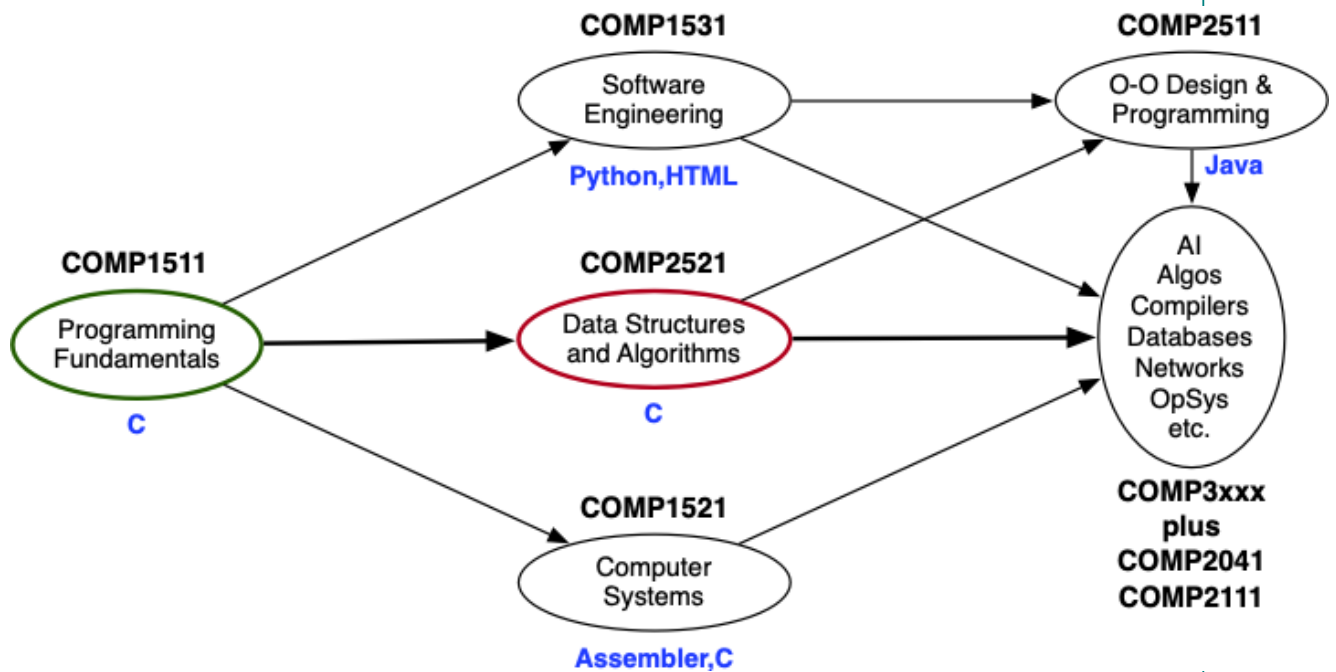 COMP1531
COMP2511
Software
Engineering
O-O Design &
Programming
Python,HTML
Java
COMP1511
COMP2521
Programming
Fundamentals
Data Structures
and Algorithms
AI
Algos
Compilers
Databases
Networks
OpSys
etc.
C
C
COMP1521
COMP3xxx
plus
COMP2041
COMP2111
Computer
Systems
Assembler,C